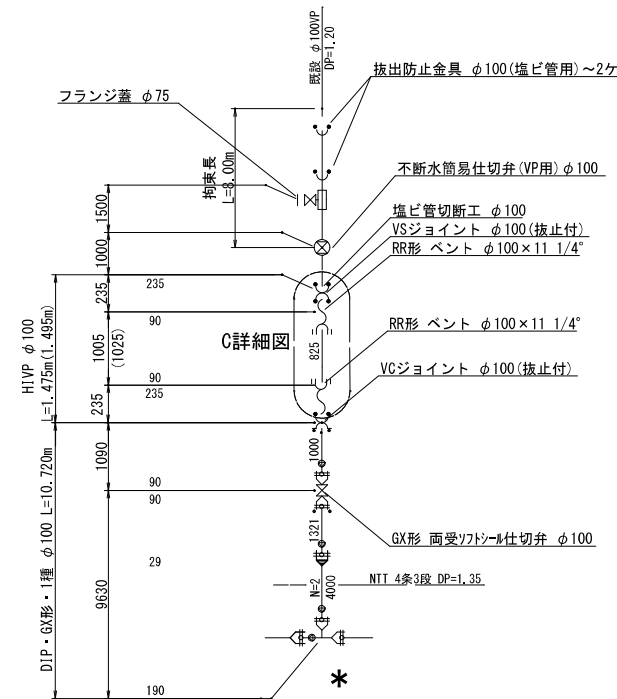 既設 φ100VP
DP=1.20
抜出防止金具 φ100(塩ビ管用)～2ケ
フランジ蓋 φ75
拘束長
L=8.00m
不断水簡易仕切弁(VP用)φ100
1500
塩ビ管切断工 φ100
VSジョイント φ100(抜止付)
RR形 ベント φ100×11 1/4°
1000
235
235
90
C詳細図
825
RR形 ベント φ100×11 1/4°
HIVP φ100
L=1.475m(1.495m)
1005
(1025)
90
235
VCジョイント φ100(抜止付)
235
1000
1090
90
90
GX形 両受ソフトシール仕切弁 φ100
1321
29
NTT 4条3段 DP=1.35
N=2
4000
DIP・GX形・1種 φ100 L=10.720m
9630
190
*